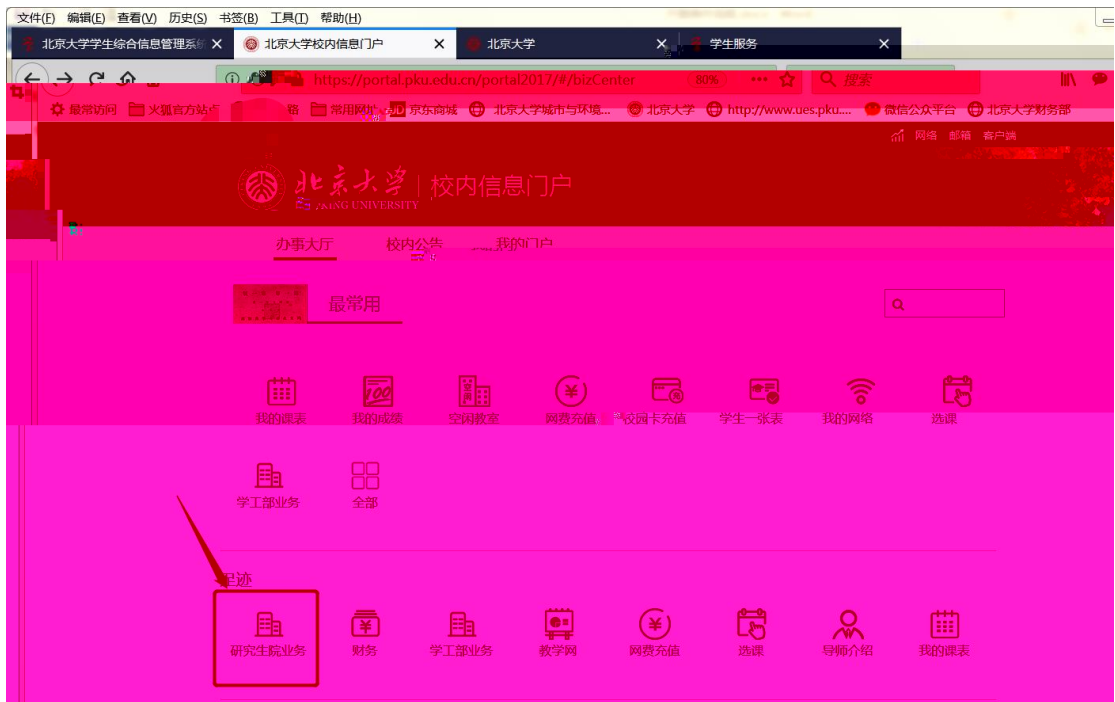 文件(F) 编辑(E) 查看(V) 历史(S) 书签(B) 工具(T) 帮助(H)
北京大学学生综合信息管理系统 北京大学校内信息门户 北京大学 学生服务
https://portal.pku.edu.cn/portal2017/#/bizCenter 80% 搜索
最常访问 火狐官方站点 常用网址 JD 京东商城 北京大学城市与环境... 北京大学 http://www.ues.pku.... 微信公众平台 北京大学财务部
网络 邮箱 客户端
北京大学 校内信息门户
PEKING UNIVERSITY
办事大厅 校内公告 我的门户
最常用
我的课表 我的成绩 空闲教室 网费充值 校园卡充值 学生一张表 我的网络 选课
学工部业务 全部
足迹
研究生院业务 财务 学工部业务 教学网 网费充值 选课 导师介绍 我的课表